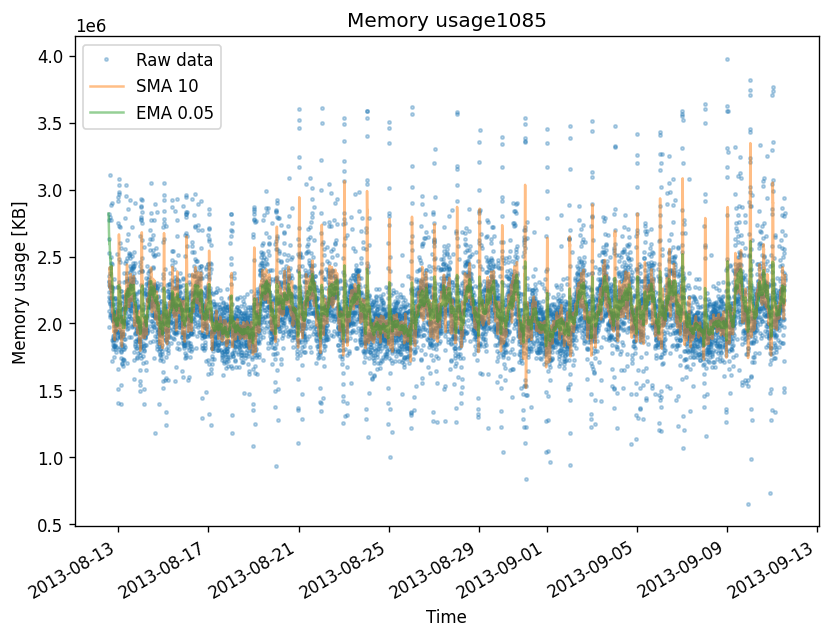 Memory usage1085
1e6
Raw data
SMA 10
EMA 0.05
4.0
3.5
3.0
2.5
2.0
1.5
1.0
0.5
Memory usage [KB]
2013-08-13
2013-08-17
2013-08-21
2013-08-25
2013-08-29
2013-09-01
2013-09-05
2013-09-09
2013-09-13
Time